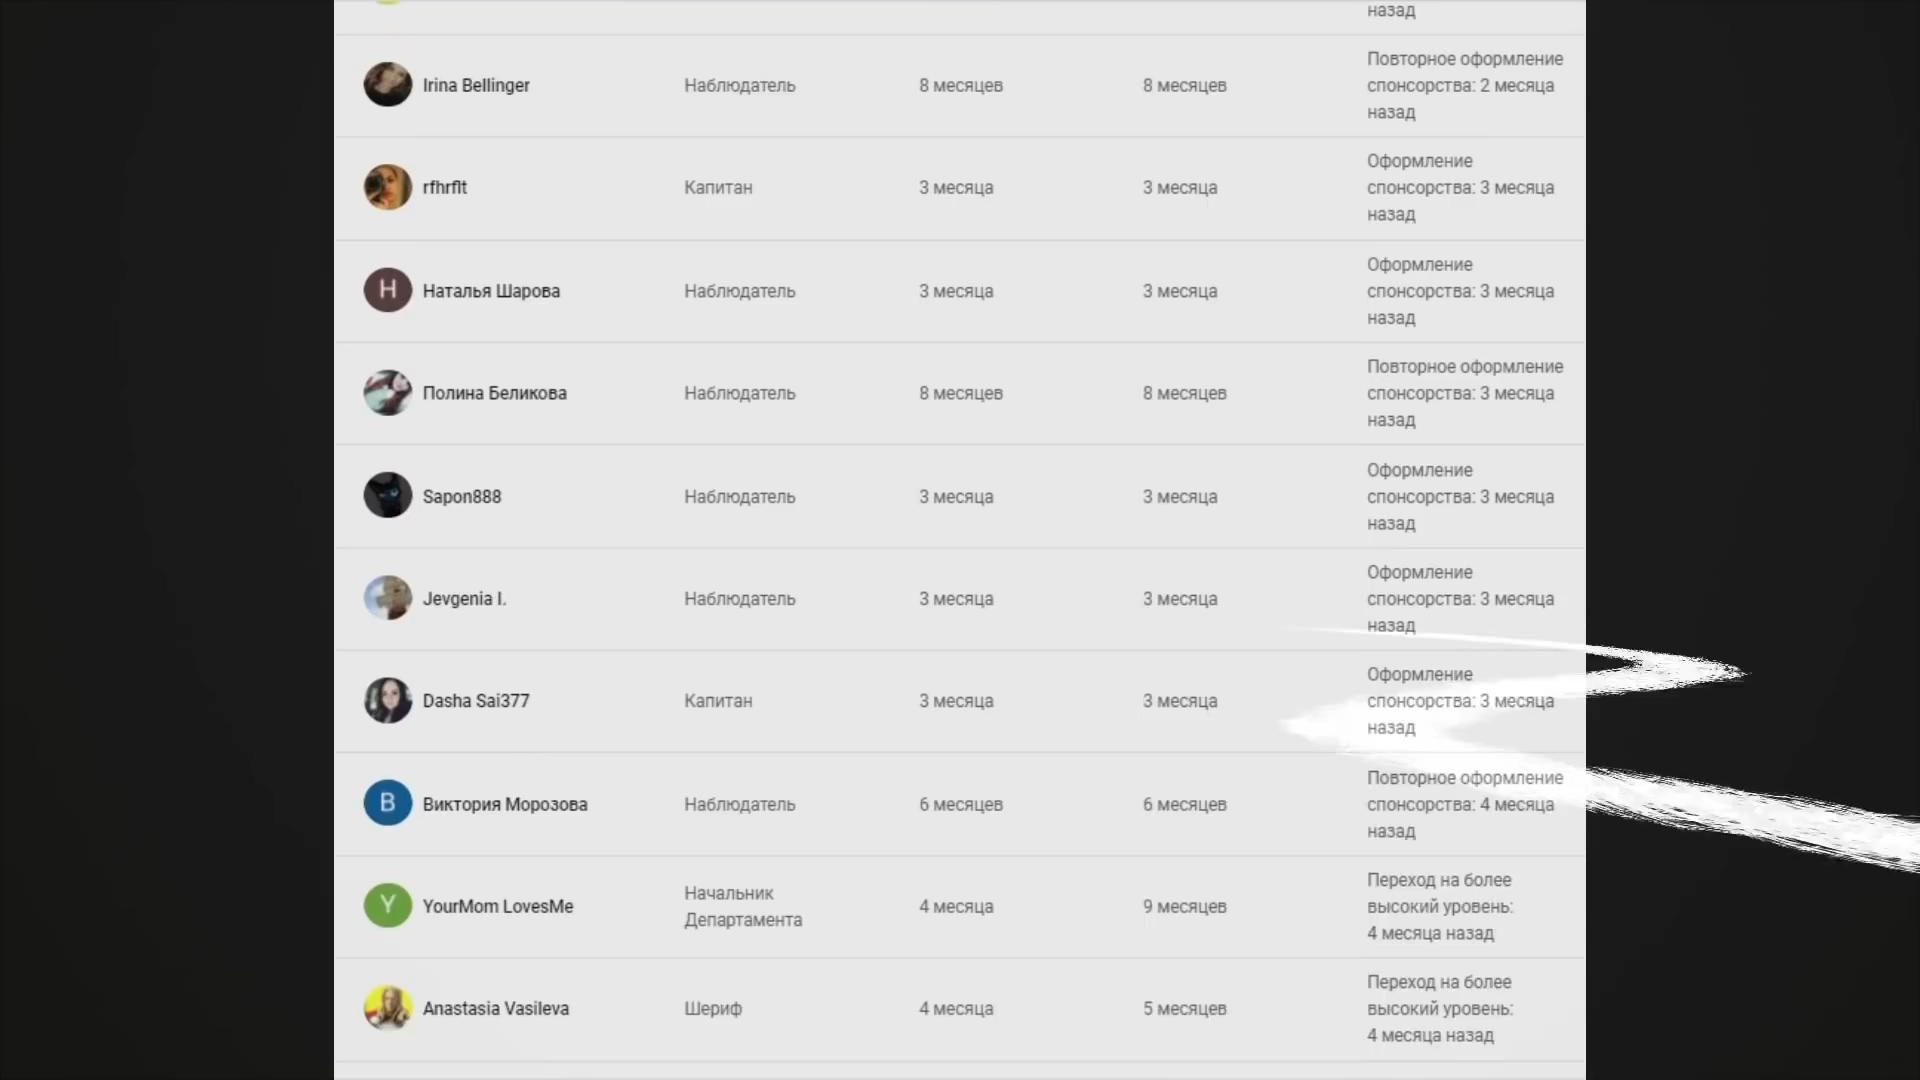 назад
Irina Bellinger Наблюдатель 8 месяцев 8 месяцев Повторное оформление
спонсорства: 2 месяца
назад
rfhrflt Капитан 3 месяца 3 месяца Оформление
спонсорства: 3 месяца
назад
Н Наталья Шарова Наблюдатель 3 месяца 3 месяца Оформление
спонсорства: 3 месяца
назад
Полина Беликова Наблюдатель 8 месяцев 8 месяцев Повторное оформление
спонсорства: 3 месяца
назад
Sapon888 Наблюдатель 3 месяца 3 месяца Оформление
спонсорства: 3 месяца
назад
Jevgenia I. Наблюдатель 3 месяца 3 месяца Оформление
спонсорства: 3 месяца
назад
Dasha Sai377 Капитан 3 месяца 3 месяца Оформление
спонсорства: 3 месяца
назад
В Виктория Морозова Наблюдатель 6 месяцев 6 месяцев Повторное оформление
спонсорства: 4 месяца
назад
Y YourMom LovesMe Начальник
Департамента 4 месяца 9 месяцев Переход на более
высокий уровень:
4 месяца назад
Anastasia Vasileva Шериф 4 месяца 5 месяцев Переход на более
высокий уровень:
4 месяца назад